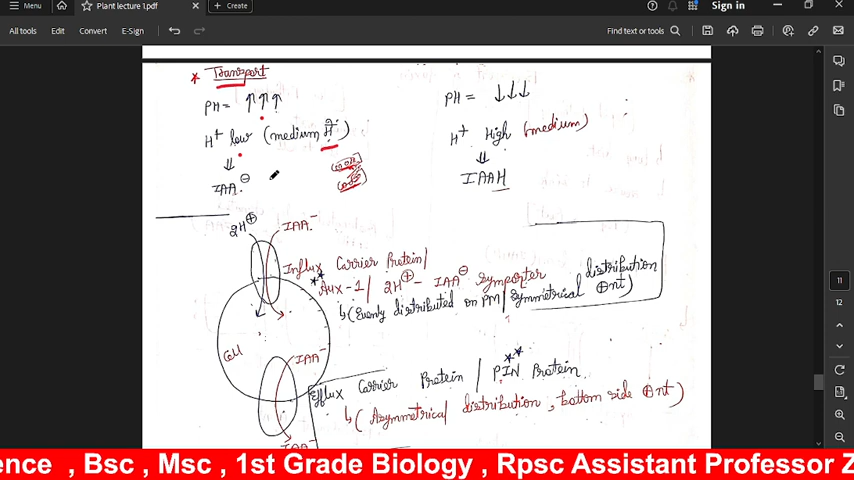 Menu
Plant lecture 1.pdf
Create
Sign in
All tools Edit Convert E-Sign
Find text or tools
* Transport
PH = ↑↑↑
PH = ↓↓↓
H+ low (medium H+)
H+ High (medium)
⇓
⇓
IAA⊖
IAAH
2H⊕
IAA-
Influx Carrier Protein/
Aux-1 / 2H⊕ - IAA⊖ symporter
↳(Evenly distributed on PM/symmetrical distribution
⊕nt)
IAA-
Efflux Carrier Protein / PIN Protein
↳(Asymmetrical distribution, bottom side ⊕nt)
IAA-
11
12
ence , Bsc , Msc , 1st Grade Biology , Rpsc Assistant Professor Z